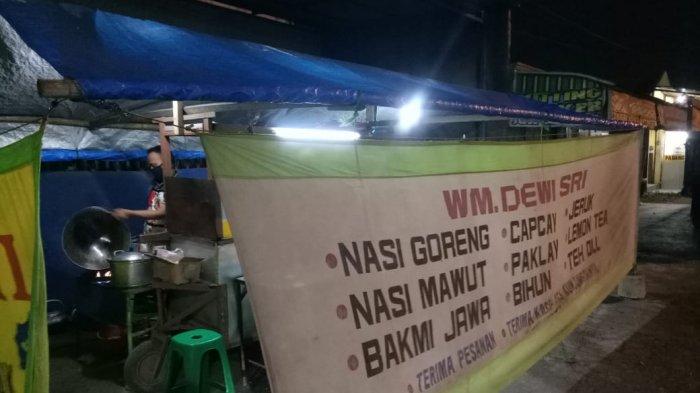 WM. DEWI SRI
• NASI GORENG
• NASI MAWUT
• BAKMI JAWA
• CAPCAY
• PAKLAY
• BIHUN
• JERUK
• LEMON TEA
• TEH DLL
• TERIMA PESANAN
• TERIMA